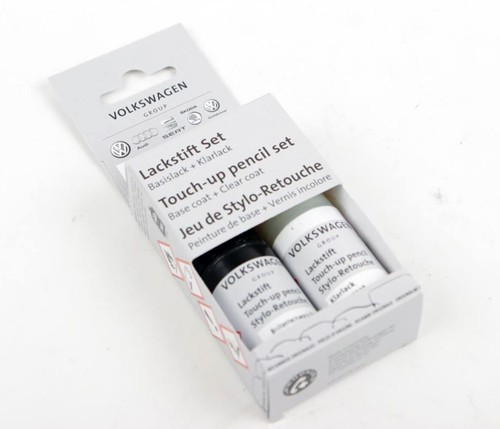 VOLKSWAGEN
GROUP
Audi
SEAT
Lackstift Set
Basislack + Klarlack
Touch-up pencil set
Base coat + Clear coat
Jeu de Stylo-Retouche
Peinture de base + Vernis incolore
VOLKSWAGEN
GROUP
Lackstift
Touch-up pencil
Stylo-Retouche
VOLKSWAGEN
GROUP
Lackstift
Touch-up pencil
Stylo-Retouche
Klarlack